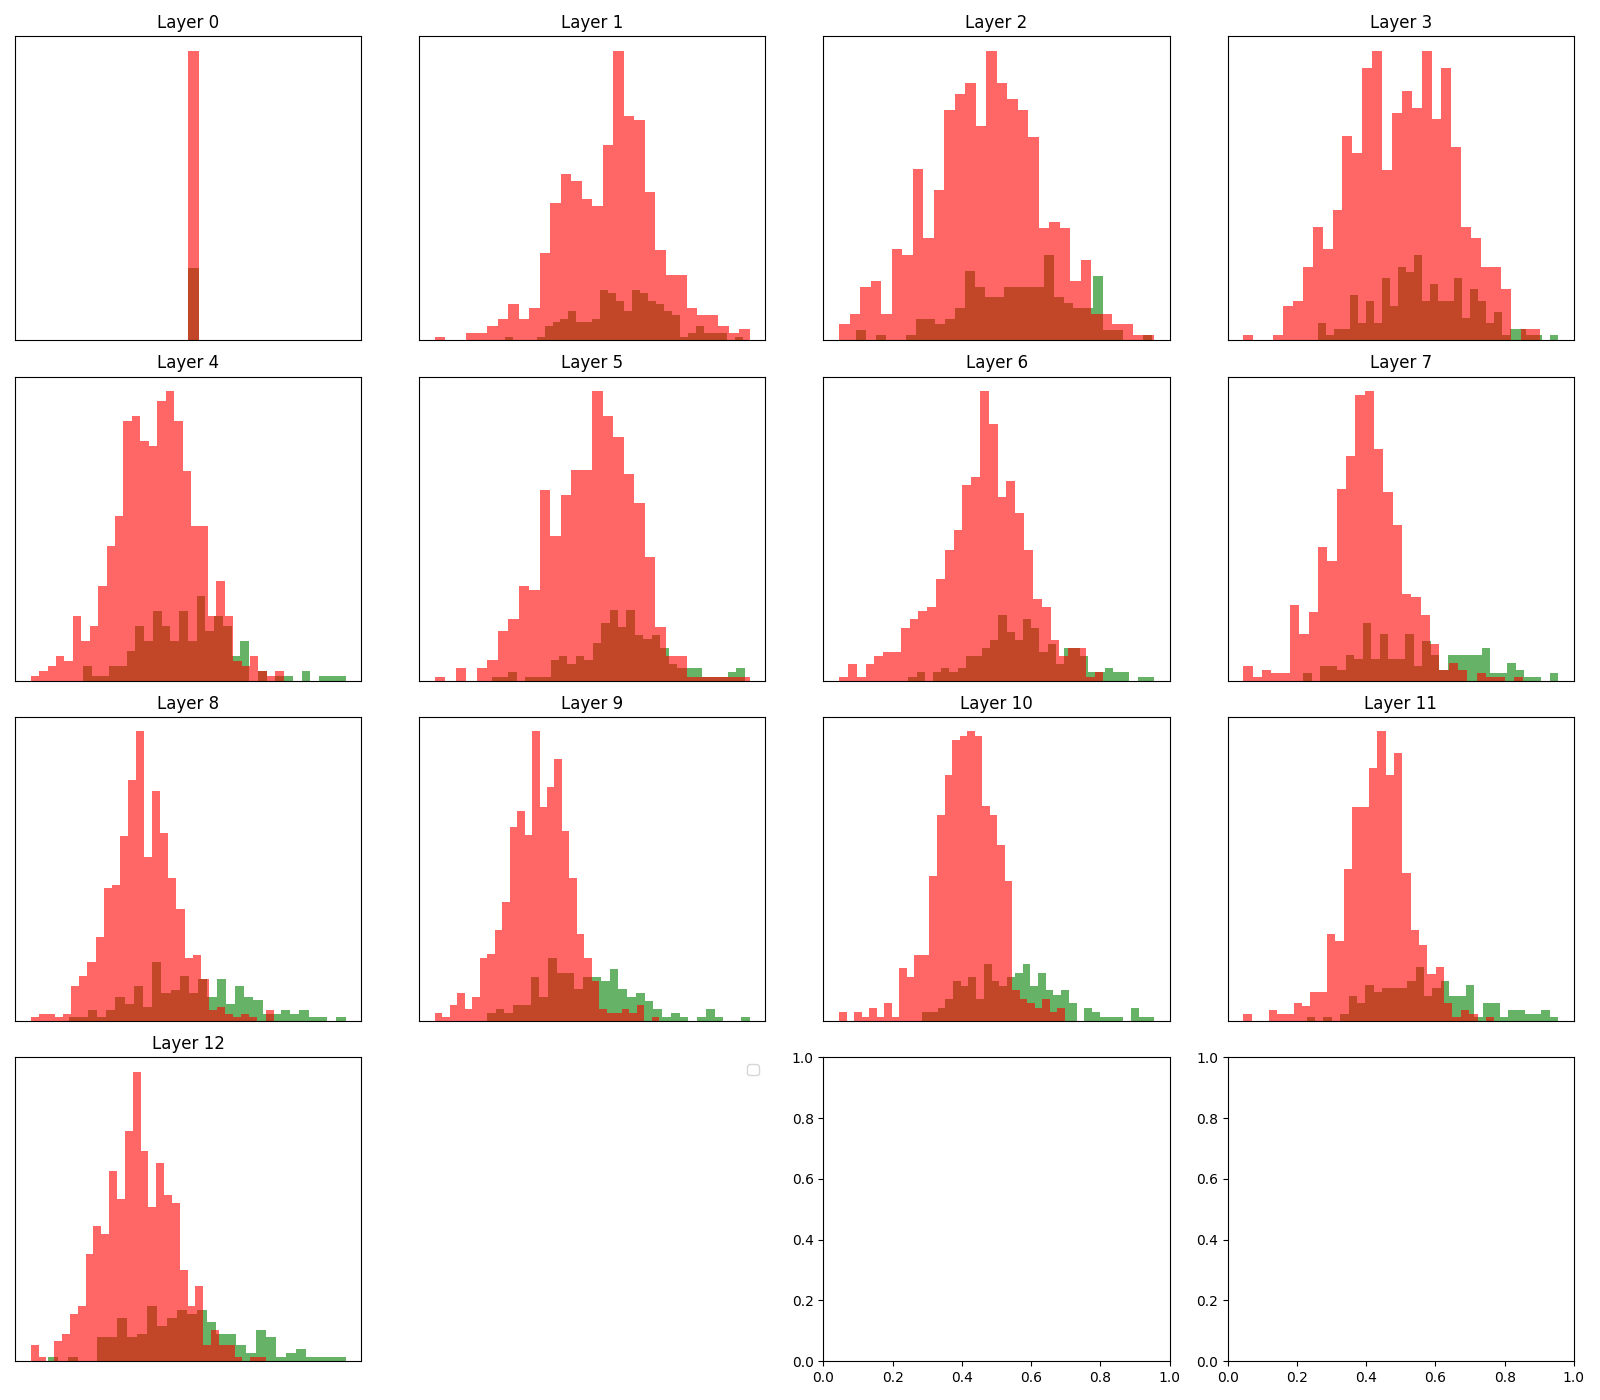 Layer 0
Layer 1
Layer 2
Layer 3
Layer 4
Layer 5
Layer 6
Layer 7
Layer 8
Layer 9
Layer 10
Layer 11
Layer 12
1.0
0.8
0.6
0.4
0.2
0.0
0.0 0.2 0.4 0.6 0.8 1.0
1.0
0.8
0.6
0.4
0.2
0.0
0.0 0.2 0.4 0.6 0.8 1.0